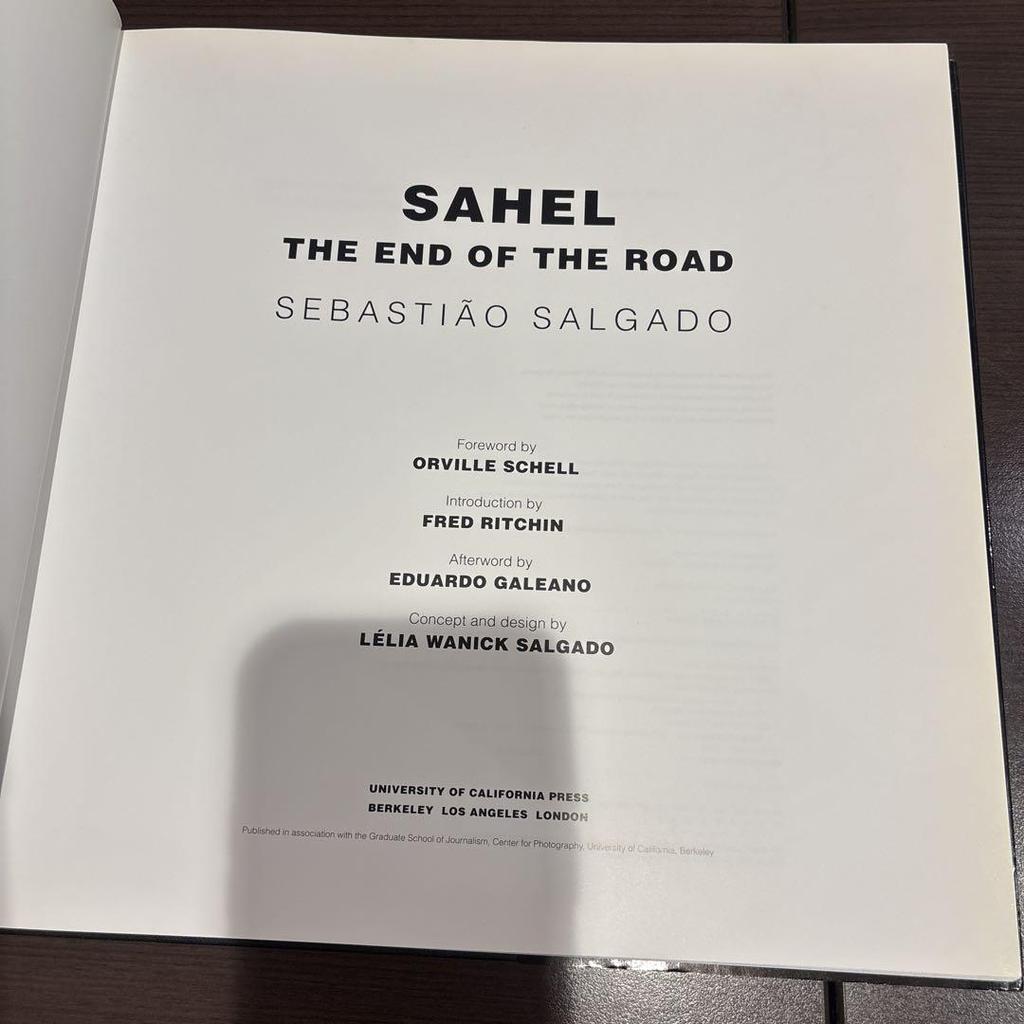 SAHEL
THE END OF THE ROAD
SEBASTIÃO SALGADO
Foreword by
ORVILLE SCHELL
Introduction by
FRED RITCHIN
Afterword by
EDUARDO GALEANO
Concept and design by
LÉLIA WANICK SALGADO
UNIVERSITY OF CALIFORNIA PRESS
BERKELEY LOS ANGELES LONDON
Published in association with the Graduate School of Journalism, Center for Photography, University of California, Berkeley